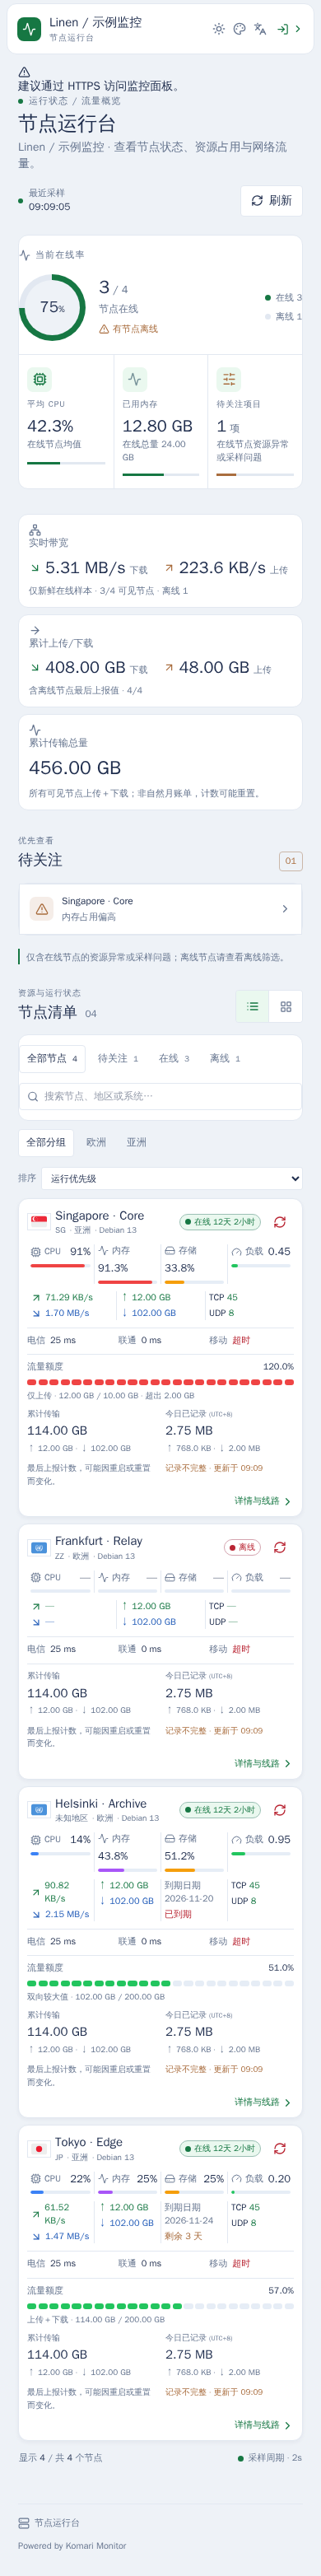 Linen / 示例监控
节点运行台
建议通过 HTTPS 访问监控面板。
运行状态 / 流量概览
节点运行台
Linen / 示例监控 · 查看节点状态、资源占用与网络流
量。
最近采样
09:09:05
刷新
当前在线率
75%
3 / 4
节点在线
有节点离线
在线 3
离线 1
平均 CPU
42.3%
在线节点均值
已用内存
12.80 GB
在线总量 24.00
GB
待关注项目
1 项
在线节点资源异常
或采样问题
实时带宽
5.31 MB/s 下载
223.6 KB/s 上传
仅新鲜在线样本 · 3/4 可见节点 · 离线 1
累计上传/下载
408.00 GB 下载
48.00 GB 上传
含离线节点最后上报值 · 4/4
累计传输总量
456.00 GB
所有可见节点上传 + 下载；非自然月账单，计数可能重置。
优先查看
待关注
01
Singapore · Core
内存占用偏高
仅含在线节点的资源异常或采样问题；离线节点请查看离线筛选。
资源与运行状态
节点清单 04
全部节点 4
待关注 1
在线 3
离线 1
搜索节点、地区或系统…
全部分组
欧洲
亚洲
排序
运行优先级
Singapore · Core
SG · 亚洲 · Debian 13
在线 12天 2小时
CPU 91%
内存 91.3%
存储 33.8%
负载 0.45
↗ 71.29 KB/s
↑ 12.00 GB
TCP 45
↘ 1.70 MB/s
↓ 102.00 GB
UDP 8
电信 25 ms
联通 0 ms
移动 超时
流量额度 120.0%
仅上传 · 12.00 GB / 10.00 GB · 超出 2.00 GB
累计传输
今日已记录 (UTC+8)
114.00 GB
2.75 MB
↑ 12.00 GB · ↓ 102.00 GB
↑ 768.0 KB · ↓ 2.00 MB
最后上报计数，可能因重启或重置
而变化。
记录不完整 · 更新于 09:09
详情与线路
Frankfurt · Relay
ZZ · 欧洲 · Debian 13
离线
CPU —
内存 —
存储 —
负载 —
↗ —
↑ 12.00 GB
TCP —
↘ —
↓ 102.00 GB
UDP —
电信 25 ms
联通 0 ms
移动 超时
累计传输
今日已记录 (UTC+8)
114.00 GB
2.75 MB
↑ 12.00 GB · ↓ 102.00 GB
↑ 768.0 KB · ↓ 2.00 MB
最后上报计数，可能因重启或重置
而变化。
记录不完整 · 更新于 09:09
详情与线路
Helsinki · Archive
未知地区 · 欧洲 · Debian 13
在线 12天 2小时
CPU 14%
内存 43.8%
存储 51.2%
负载 0.95
↗ 90.82 KB/s
↑ 12.00 GB
到期日期
TCP 45
↘ 2.15 MB/s
↓ 102.00 GB
2026-11-20
UDP 8
已到期
电信 25 ms
联通 0 ms
移动 超时
流量额度 51.0%
双向较大值 · 102.00 GB / 200.00 GB
累计传输
今日已记录 (UTC+8)
114.00 GB
2.75 MB
↑ 12.00 GB · ↓ 102.00 GB
↑ 768.0 KB · ↓ 2.00 MB
最后上报计数，可能因重启或重置
而变化。
记录不完整 · 更新于 09:09
详情与线路
Tokyo · Edge
JP · 亚洲 · Debian 13
在线 12天 2小时
CPU 22%
内存 25%
存储 25%
负载 0.20
↗ 61.52 KB/s
↑ 12.00 GB
到期日期
TCP 45
↘ 1.47 MB/s
↓ 102.00 GB
2026-11-24
UDP 8
剩余 3 天
电信 25 ms
联通 0 ms
移动 超时
流量额度 57.0%
上传 + 下载 · 114.00 GB / 200.00 GB
累计传输
今日已记录 (UTC+8)
114.00 GB
2.75 MB
↑ 12.00 GB · ↓ 102.00 GB
↑ 768.0 KB · ↓ 2.00 MB
最后上报计数，可能因重启或重置
而变化。
记录不完整 · 更新于 09:09
详情与线路
显示 4 / 共 4 个节点
采样周期 · 2s
节点运行台
Powered by Komari Monitor